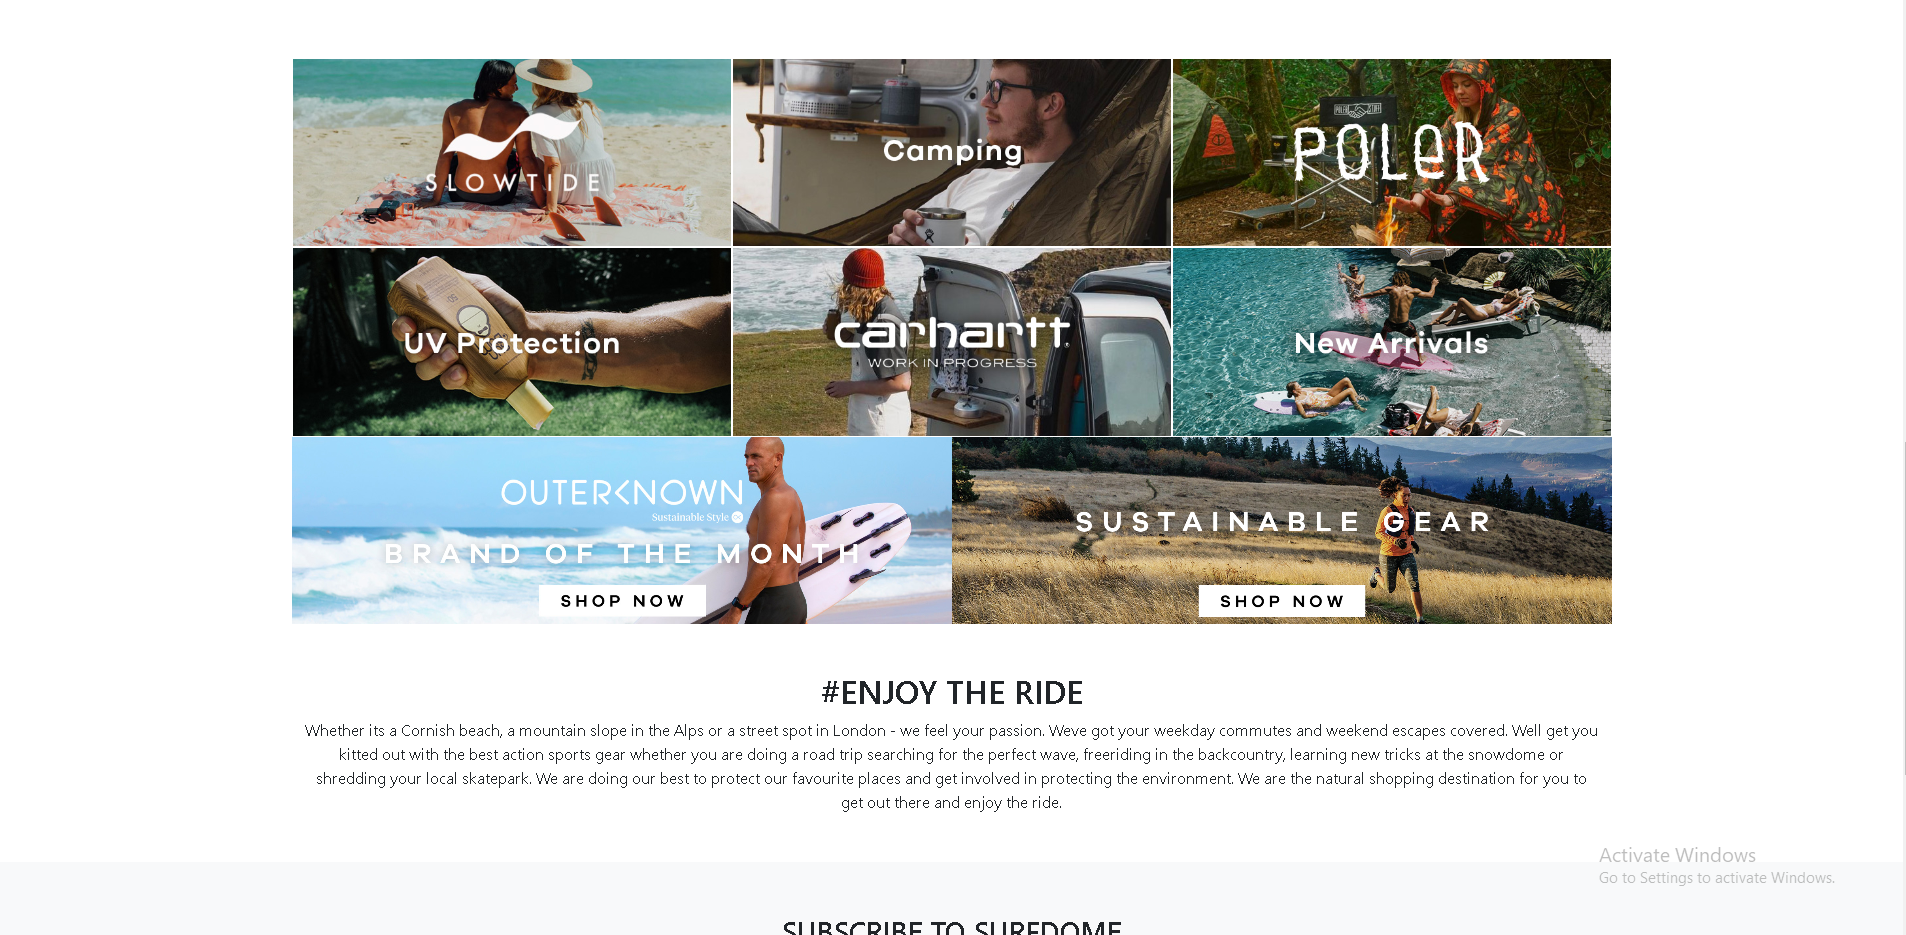 SLOWTIDE
Camping
POLER
UV Protection
carhartt
WORK IN PROGRESS
New Arrivals
OUTERKNOWN
Sustainable Style
BRAND OF THE MONTH
SHOP NOW
SUSTAINABLE GEAR
SHOP NOW
#ENJOY THE RIDE
Whether its a Cornish beach, a mountain slope in the Alps or a street spot in London - we feel your passion. Weve got your weekday commutes and weekend escapes covered. Well get you
kitted out with the best action sports gear whether you are doing a road trip searching for the perfect wave, freeriding in the backcountry, learning new tricks at the snowdome or
shredding your local skatepark. We are doing our best to protect our favourite places and get involved in protecting the environment. We are the natural shopping destination for you to
get out there and enjoy the ride.
Activate Windows
Go to Settings to activate Windows.
SUBSCRIBE TO SURFDOME